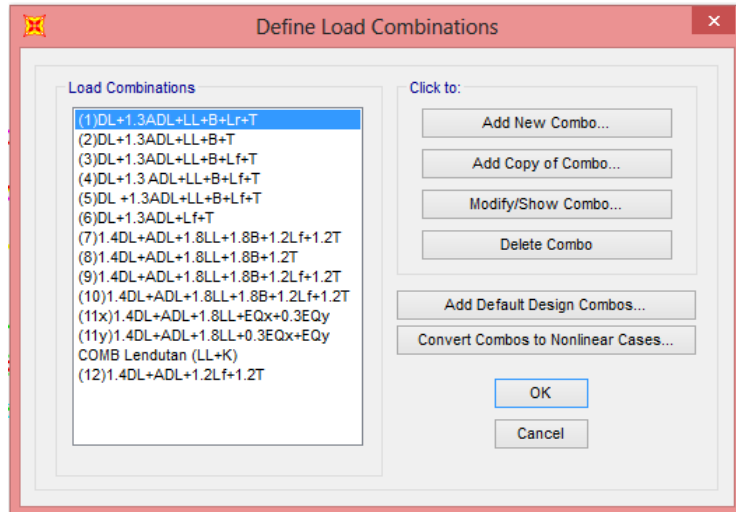 Define Load Combinations
Load Combinations
(1)DL+1.3ADL+LL+B+Lr+T
(2)DL+1.3ADL+LL+B+T
(3)DL+1.3ADL+LL+B+Lf+T
(4)DL+1.3 ADL+LL+B+Lf+T
(5)DL +1.3ADL+LL+B+Lf+T
(6)DL+1.3ADL+Lf+T
(7)1.4DL+ADL+1.8LL+1.8B+1.2Lf+1.2T
(8)1.4DL+ADL+1.8LL+1.8B+1.2T
(9)1.4DL+ADL+1.8LL+1.8B+1.2Lf+1.2T
(10)1.4DL+ADL+1.8LL+1.8B+1.2Lf+1.2T
(11x)1.4DL+ADL+1.8LL+EQx+0.3EQy
(11y)1.4DL+ADL+1.8LL+0.3EQx+EQy
COMB Lendutan (LL+K)
(12)1.4DL+ADL+1.2Lf+1.2T
Click to:
Add New Combo...
Add Copy of Combo...
Modify/Show Combo...
Delete Combo
Add Default Design Combos...
Convert Combos to Nonlinear Cases...
OK
Cancel